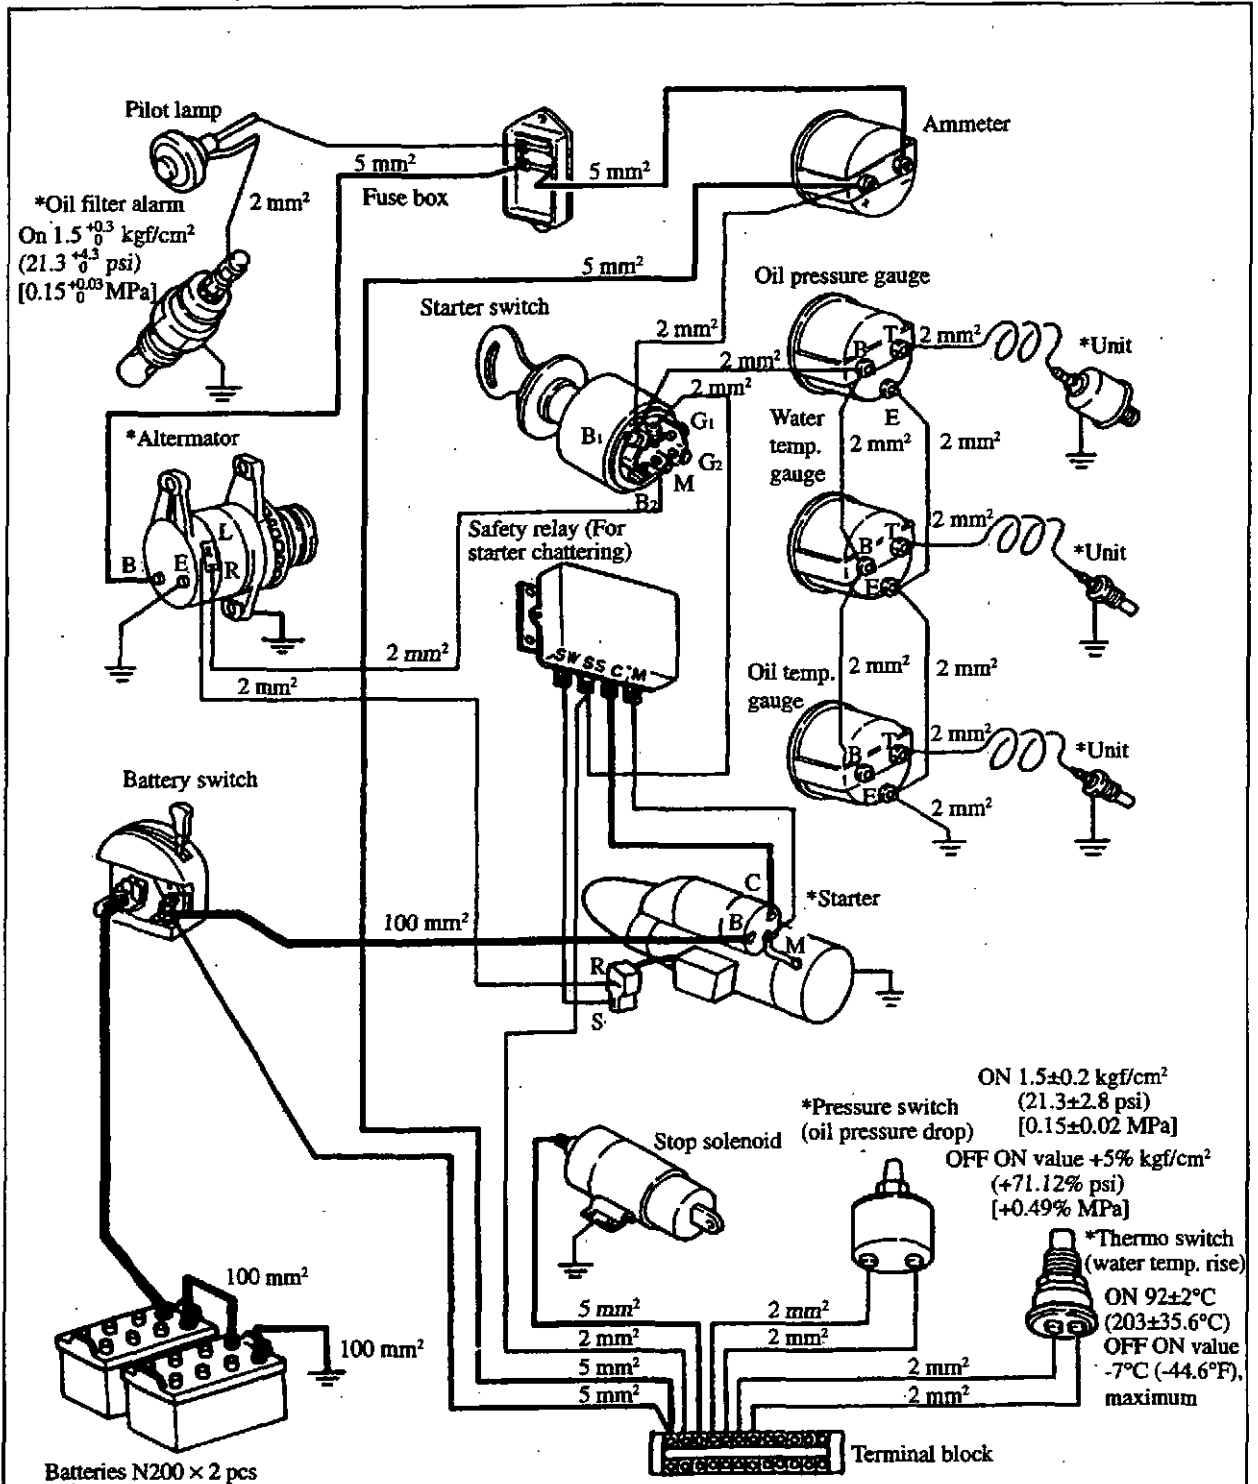 Pilot lamp
Ammeter
5 mm²
5 mm²
Fuse box
*Oil filter alarm
2 mm²
On 1.5 +0.3 0 kgf/cm²
(21.3 +4.3 0 psi)
[0.15 +0.03 0 MPa]
5 mm²
Oil pressure gauge
Starter switch
2 mm²
T
2 mm²
*Unit
2 mm²
B
2 mm²
E
G1
B1
G2
M
B2
Water
temp.
gauge
2 mm²
2 mm²
*Altermator
L
B
E
R
Safety relay (For
starter chattering)
2 mm²
T
B
E
*Unit
SW SS C M
2 mm²
2 mm²
Oil temp.
gauge
2 mm²
2 mm²
2 mm²
T
B
E
*Unit
2 mm²
Battery switch
C
*Starter
100 mm²
B
M
R
S
ON 1.5±0.2 kgf/cm²
(21.3±2.8 psi)
[0.15±0.02 MPa]
*Pressure switch
(oil pressure drop)
Stop solenoid
OFF ON value +5% kgf/cm²
(+71.12% psi)
[+0.49% MPa]
*Thermo switch
(water temp. rise)
ON 92±2°C
(203±35.6°C)
OFF ON value
-7°C (-44.6°F),
maximum
100 mm²
100 mm²
5 mm²
2 mm²
2 mm²
2 mm²
5 mm²
2 mm²
5 mm²
2 mm²
Terminal block
Batteries N200 × 2 pcs